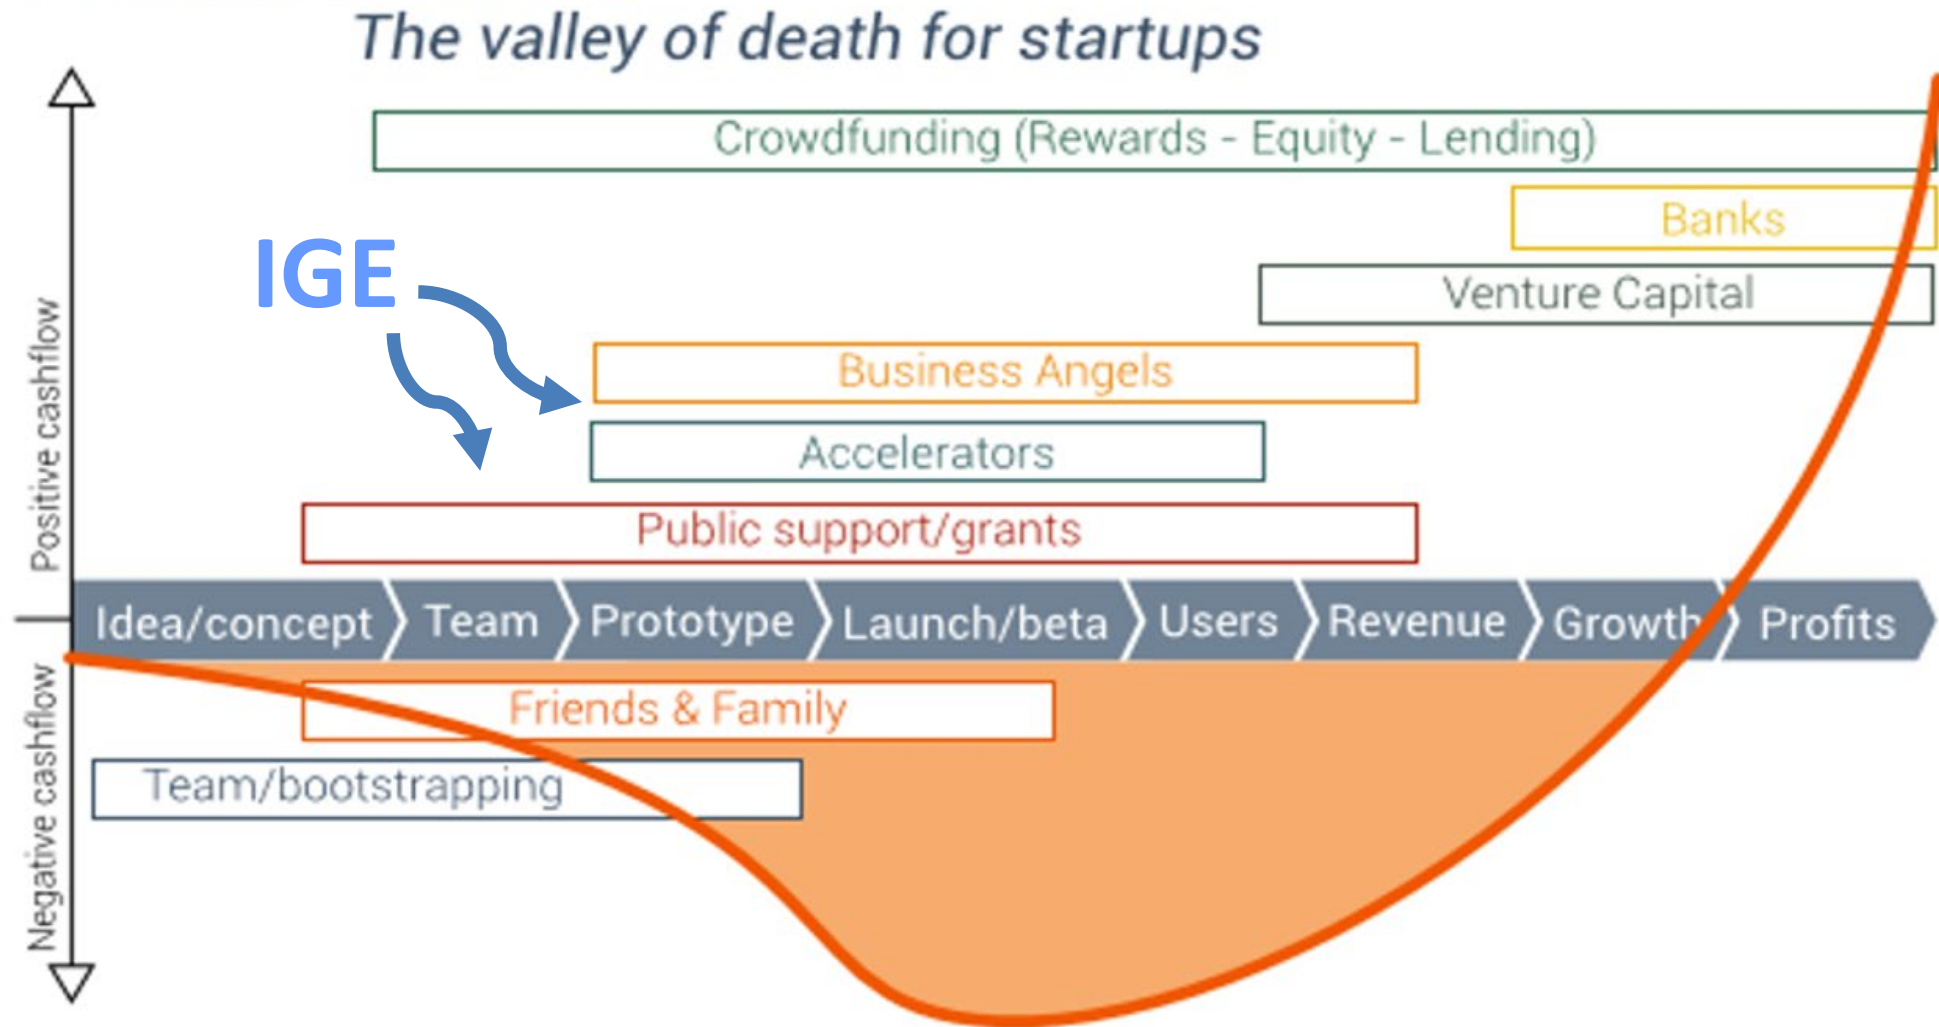 The valley of death for startups
Crowdfunding (Rewards - Equity - Lending)
Banks
IGE
Venture Capital
Business Angels
Accelerators
Public support/grants
Positive cashflow
Idea/concept
Team
Prototype
Launch/beta
Users
Revenue
Growth
Profits
Negative cashflow
Friends & Family
Team/bootstrapping